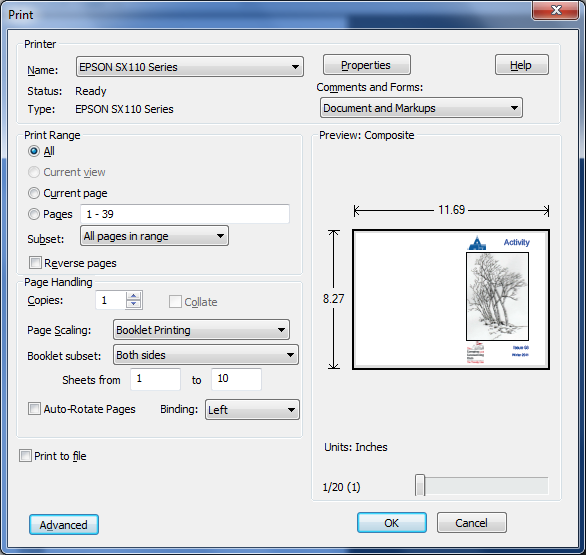 Print
Printer
Name: EPSON SX110 Series
Properties
Help
Status: Ready
Comments and Forms:
Type: EPSON SX110 Series
Document and Markups
Print Range
All
Current view
Current page
Pages 1 - 39
Subset: All pages in range
Reverse pages
Page Handling
Copies: 1
Collate
Page Scaling: Booklet Printing
Booklet subset: Both sides
Sheets from 1 to 10
Auto-Rotate Pages Binding: Left
Print to file
Preview: Composite
11.69
8.27
Activity
Issue 60
Winter 2011
Units: Inches
1/20 (1)
Advanced
OK
Cancel